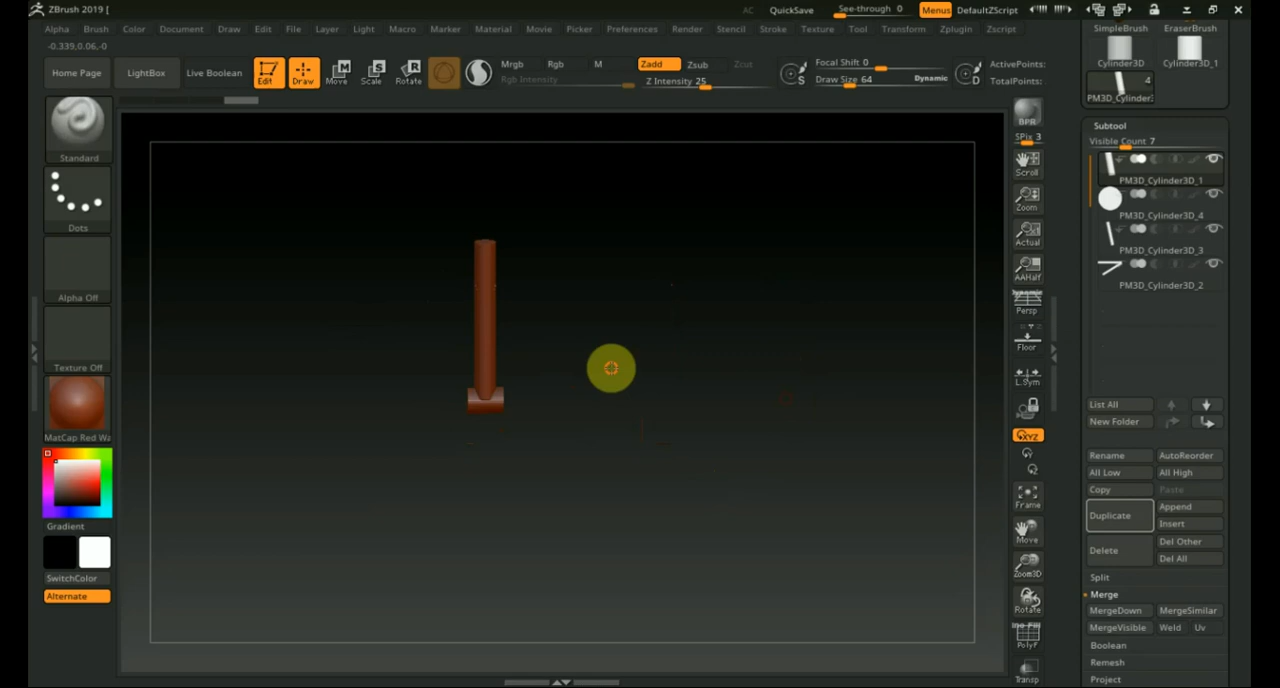 ZBrush 2019 [
AC QuickSave See-through 0 Menus DefaultZScript
Alpha Brush Color Document Draw Edit File Layer Light Macro Marker Material Movie Picker Preferences Render Stencil Stroke Texture Tool Transform Zplugin Zscript
-0.339,0.06,-0
Home Page LightBox Live Boolean Edit Draw Move Scale Rotate
Mrgb Rgb M Zadd Zsub Zcut
Rgb Intensity Z Intensity 25
Focal Shift 0
Draw Size 64 Dynamic
ActivePoints:
TotalPoints:
S
D
Standard
Dots
Alpha Off
Texture Off
MatCap Red Wa
Gradient
SwitchColor
Alternate
BPR
SPix 3
Scroll
Zoom
Actual
AAHalf
Dynamic
Persp
Floor
L.Sym
XYZ
Frame
Move
Zoom3D
Rotate
PolyF
Transp
SimpleBrush EraserBrush
Cylinder3D Cylinder3D_1
4
PM3D_Cylinder3
Subtool
Visible Count 7
PM3D_Cylinder3D_1
PM3D_Cylinder3D_4
PM3D_Cylinder3D_3
PM3D_Cylinder3D_2
List All
New Folder
Rename AutoReorder
All Low All High
Copy Paste
Duplicate Append
Insert
Delete Del Other
Del All
Split
Merge
MergeDown MergeSimilar
MergeVisible Weld Uv
Boolean
Remesh
Project